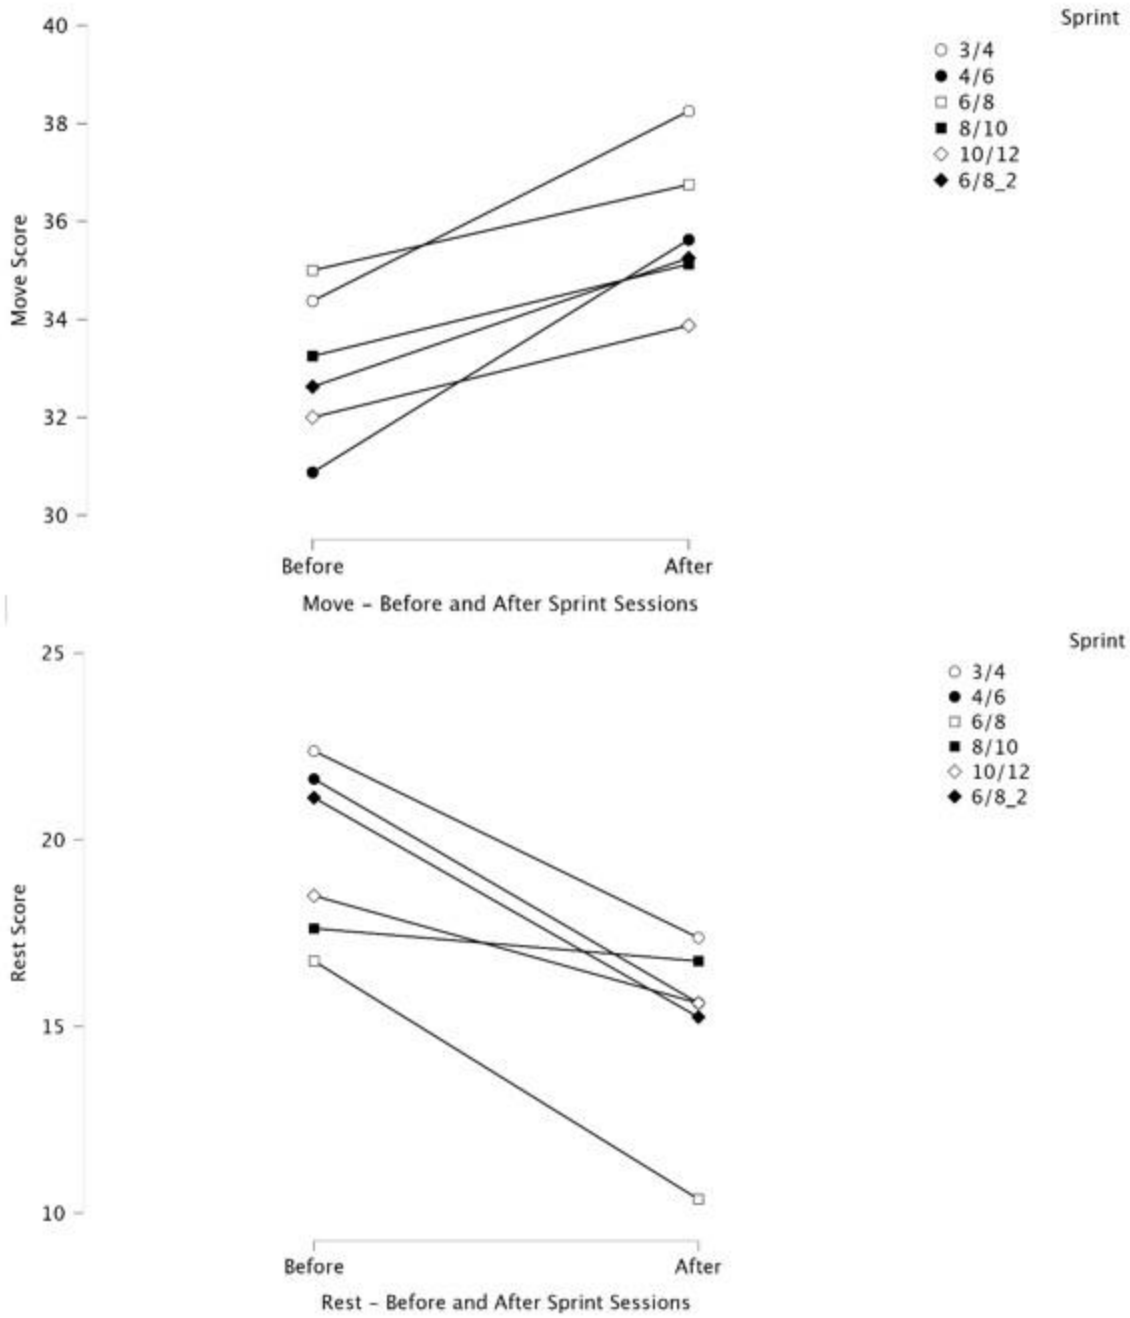 Sprint
3/4
4/6
6/8
8/10
10/12
6/8_2
40
38
36
34
32
30
Move Score
Before After
Move – Before and After Sprint Sessions
Sprint
3/4
4/6
6/8
8/10
10/12
6/8_2
25
20
15
10
Rest Score
Before After
Rest – Before and After Sprint Sessions